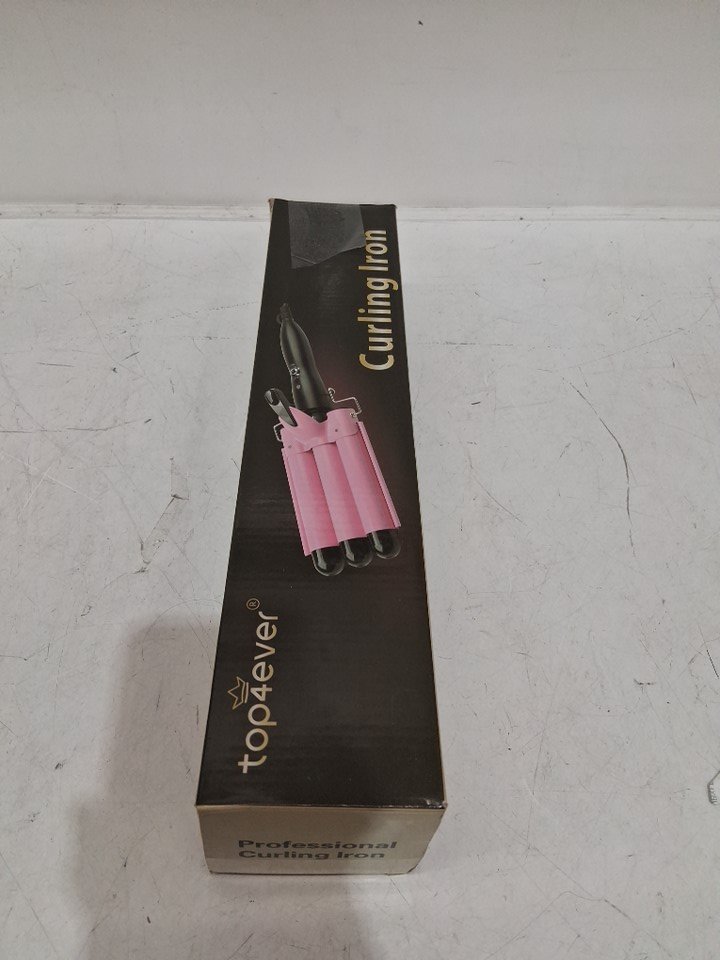 Curling Iron
top4ever®
Professional
Curling Iron